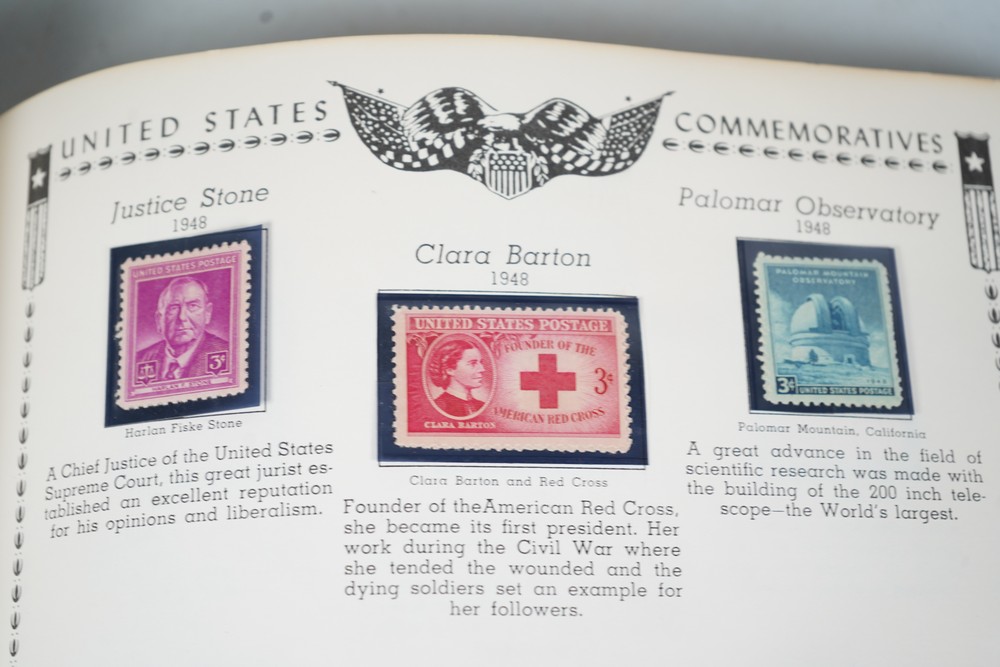 UNITED STATES
COMMEMORATIVES
Justice Stone
1948
UNITED STATES POSTAGE
3¢
HARLAN F. STONE
Harlan Fiske Stone
A Chief Justice of the United States
Supreme Court, this great jurist es-
tablished an excellent reputation
for his opinions and liberalism.
Clara Barton
1948
UNITED STATES POSTAGE
FOUNDER OF THE
3¢
AMERICAN RED CROSS
CLARA BARTON
Clara Barton and Red Cross
Founder of the American Red Cross,
she became its first president. Her
work during the Civil War where
she tended the wounded and the
dying soldiers set an example for
her followers.
Palomar Observatory
1948
PALOMAR MOUNTAIN
OBSERVATORY
1948
3¢ UNITED STATES POSTAGE
Palomar Mountain, California
A great advance in the field of
scientific research was made with
the building of the 200 inch tele-
scope—the World's largest.